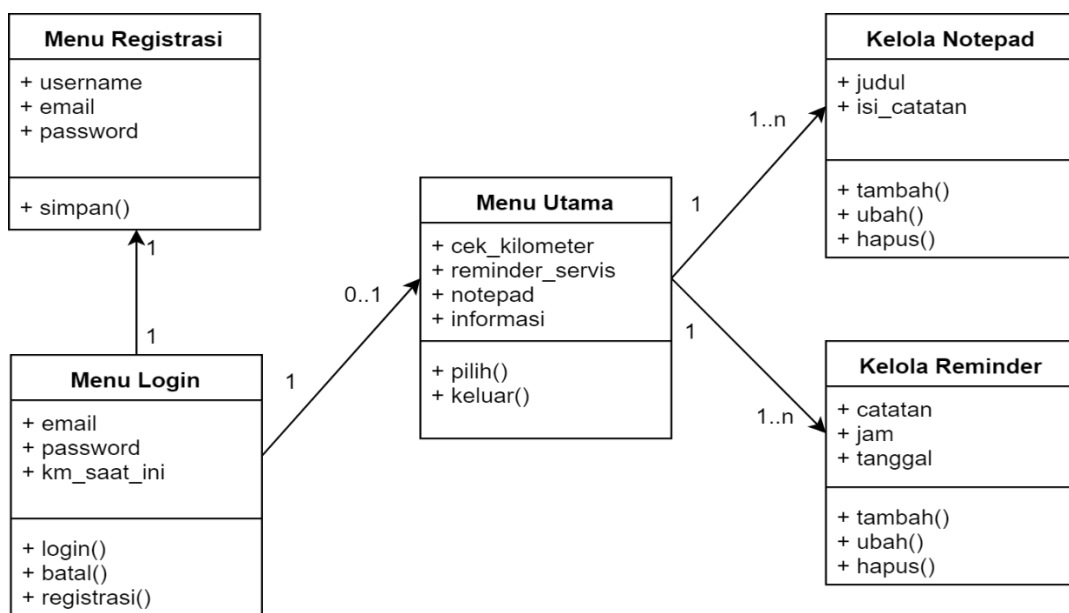 Menu Registrasi
+ username
+ email
+ password
+ simpan()
1
1
Menu Login
+ email
+ password
+ km_saat_ini
+ login()
+ batal()
+ registrasi()
1
0..1
Menu Utama
+ cek_kilometer
+ reminder_servis
+ notepad
+ informasi
+ pilih()
+ keluar()
1
1..n
1
1..n
Kelola Notepad
+ judul
+ isi_catatan
+ tambah()
+ ubah()
+ hapus()
Kelola Reminder
+ catatan
+ jam
+ tanggal
+ tambah()
+ ubah()
+ hapus()